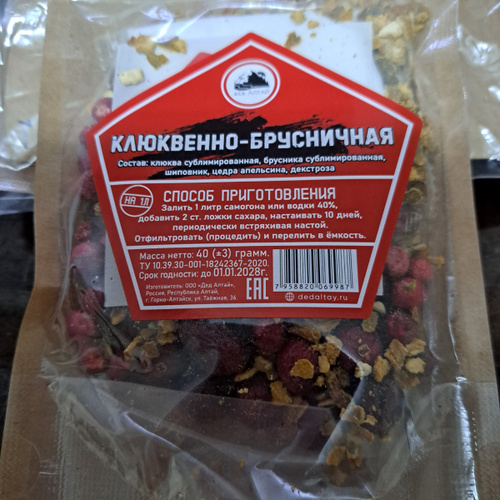 ДЕД АЛТАЙ
КЛЮКВЕННО-БРУСНИЧНАЯ
Состав: клюква сублимированная, брусника сублимированная,
шиповник, цедра апельсина, декстроза
НА 1Л
СПОСОБ ПРИГОТОВЛЕНИЯ
Залить 1 литр самогона или водки 40%,
добавить 2 ст. ложки сахара, настаивать 10 дней,
периодически встряхивая настой.
Отфильтровать (процедить) и перелить в ёмкость.
Масса нетто: 40 (±3) грамм.
ТУ 10.39.30-001-18242367-2020.
Срок годности: до 01.01.2028г.
Изготовитель: ООО «Дед Алтай»,
Россия, Республика Алтай,
г. Горно-Алтайск, ул. Таёжная, 36
EAC
7958820069987
dedaltay.ru